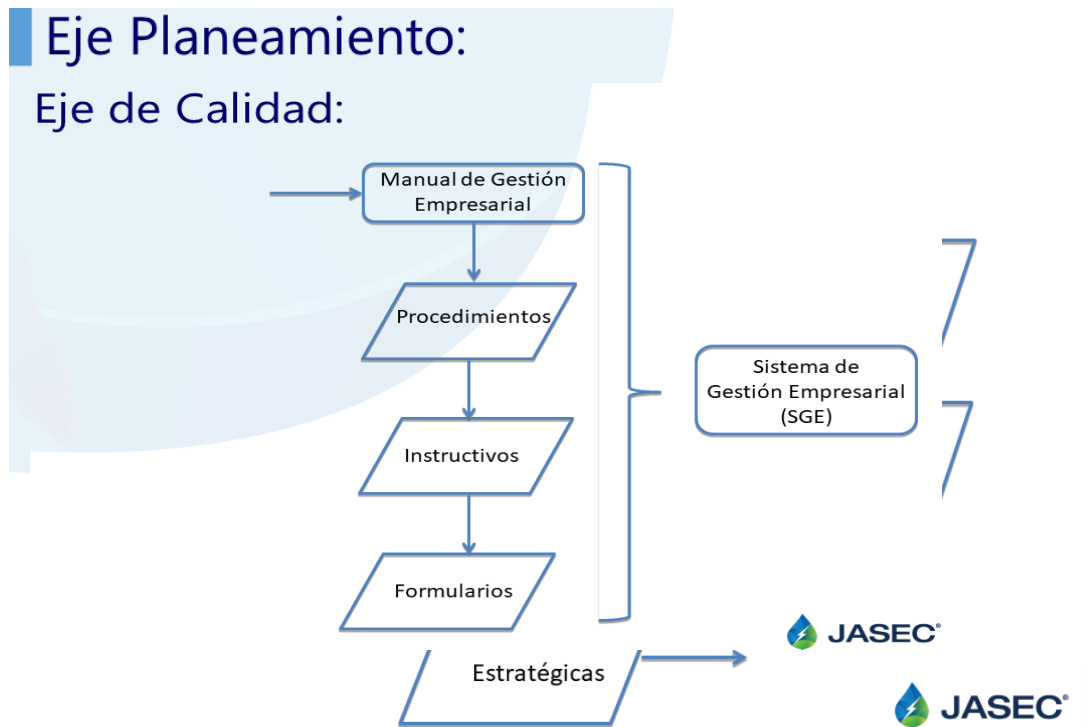 Eje Planeamiento:
Eje de Calidad:
Manual de Gestión
Empresarial
Procedimientos
Instructivos
Formularios
Sistema de
Gestión Empresarial
(SGE)
Estratégicas
JASEC®
JASEC®